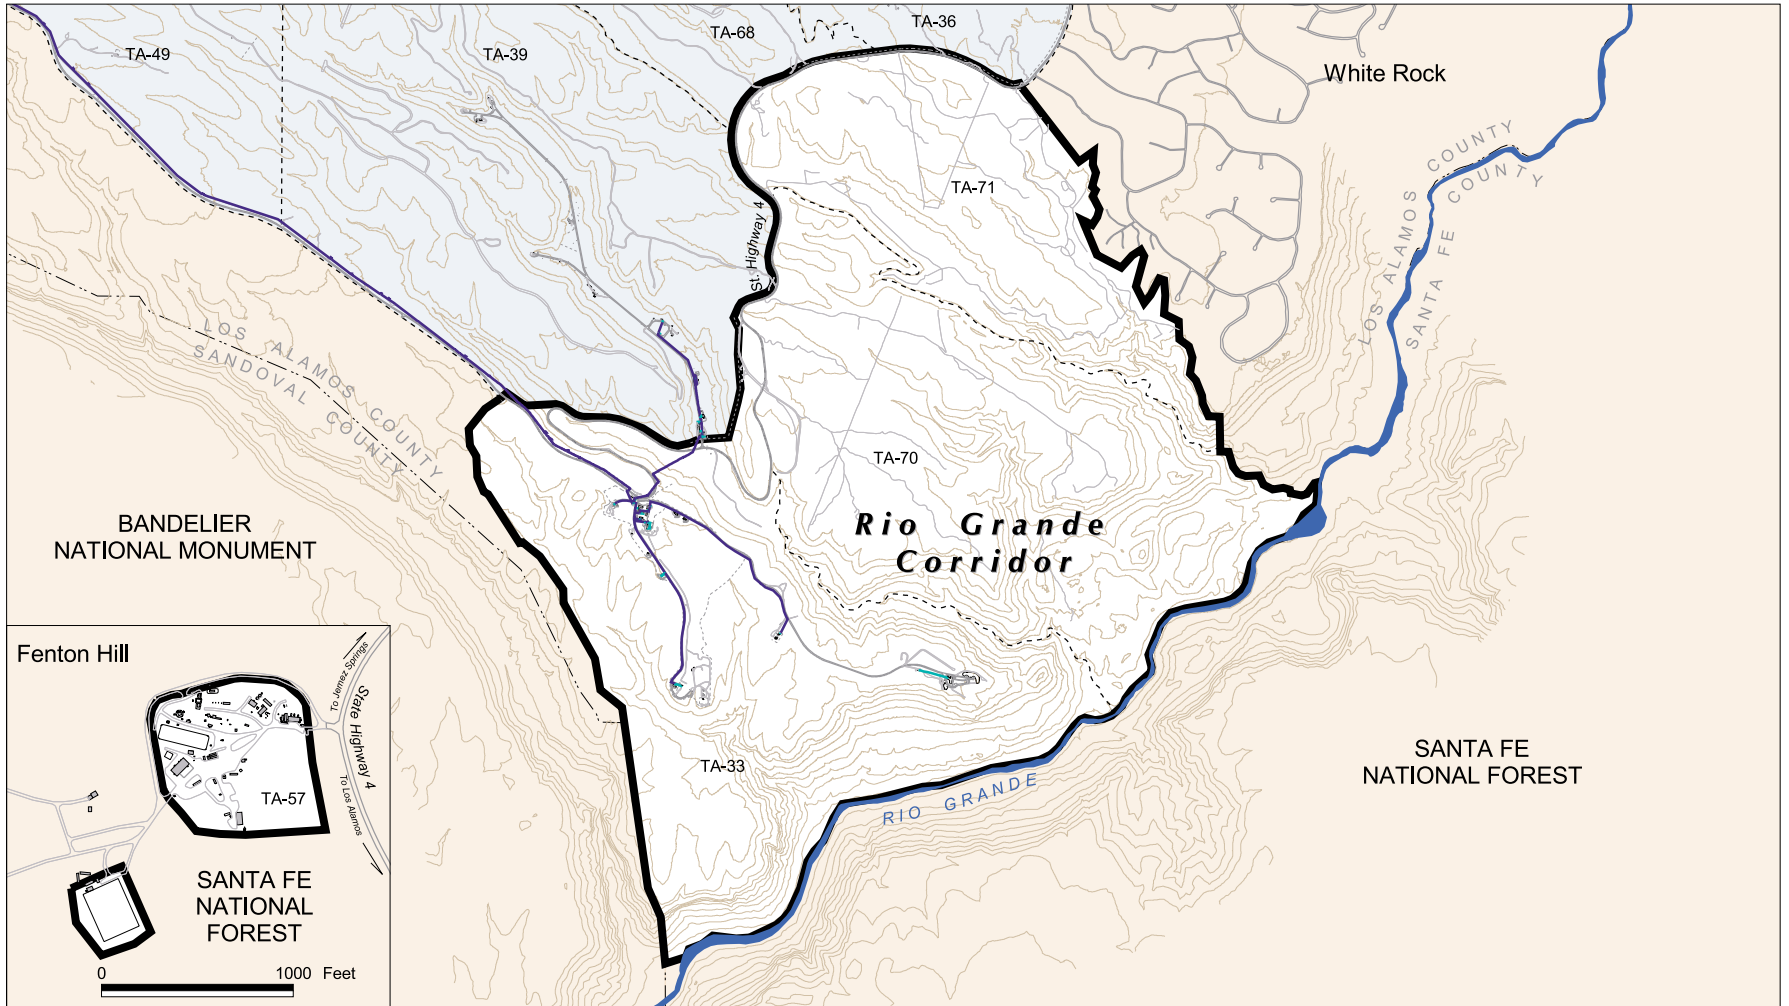 TA-49
TA-39
TA-68
TA-36
White Rock
TA-71
St. Highway 4
LOS ALAMOS COUNTY
SANTA FE COUNTY
LOS ALAMOS COUNTY
SANDOVAL COUNTY
TA-70
BANDELIER
NATIONAL MONUMENT
Rio Grande
Corridor
Fenton Hill
To Jemez Springs
State Highway 4
To Los Alamos
TA-57
SANTA FE
NATIONAL
FOREST
0 1000 Feet
TA-33
RIO GRANDE
SANTA FE
NATIONAL FOREST